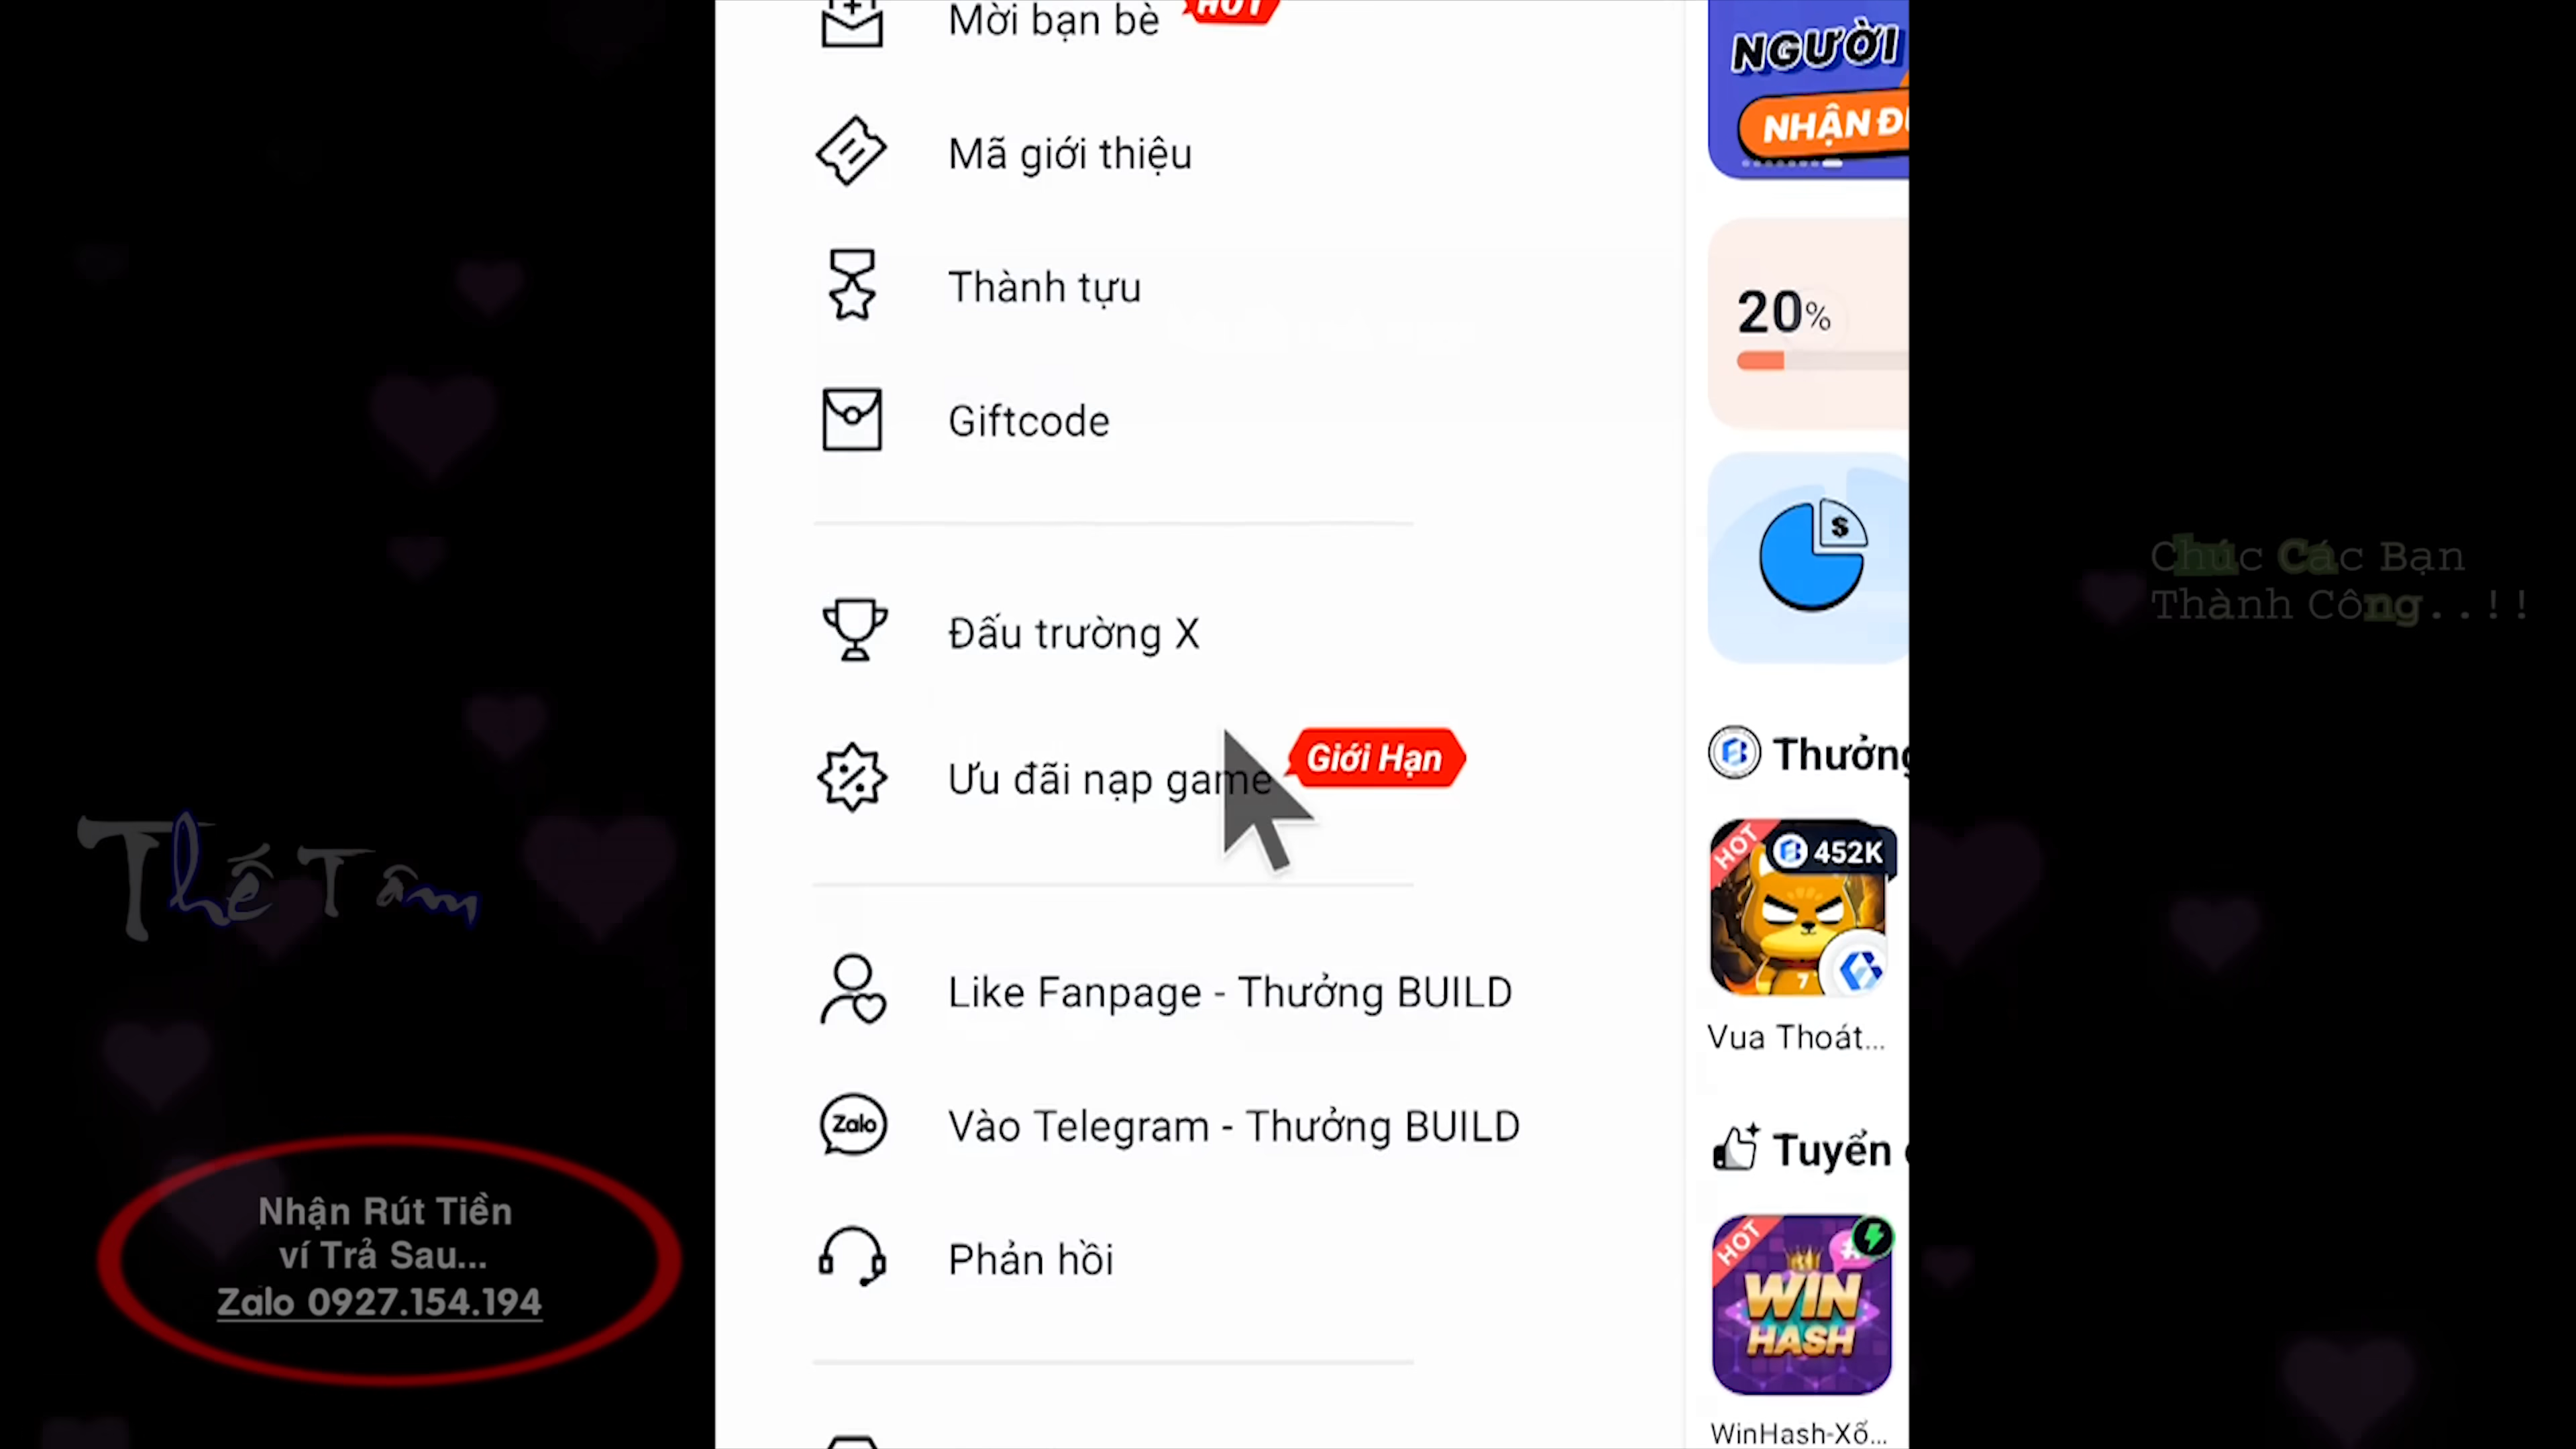 Mời bạn bè
HOT
Mã giới thiệu
Thành tựu
Giftcode
Đấu trường X
Ưu đãi nạp game
Giới Hạn
Like Fanpage - Thưởng BUILD
Zalo
Vào Telegram - Thưởng BUILD
Phản hồi
NGƯỜI
NHẬN
20%
$
Thưởng
HOT
452K
7
Vua Thoát...
Tuyển
HOT
#
WIN
HASH
WinHash-Xố...
Thế Tâm
Nhận Rút Tiền
ví Trả Sau...
Zalo 0927.154.194
Chúc Các Bạn
Thành Công..!!